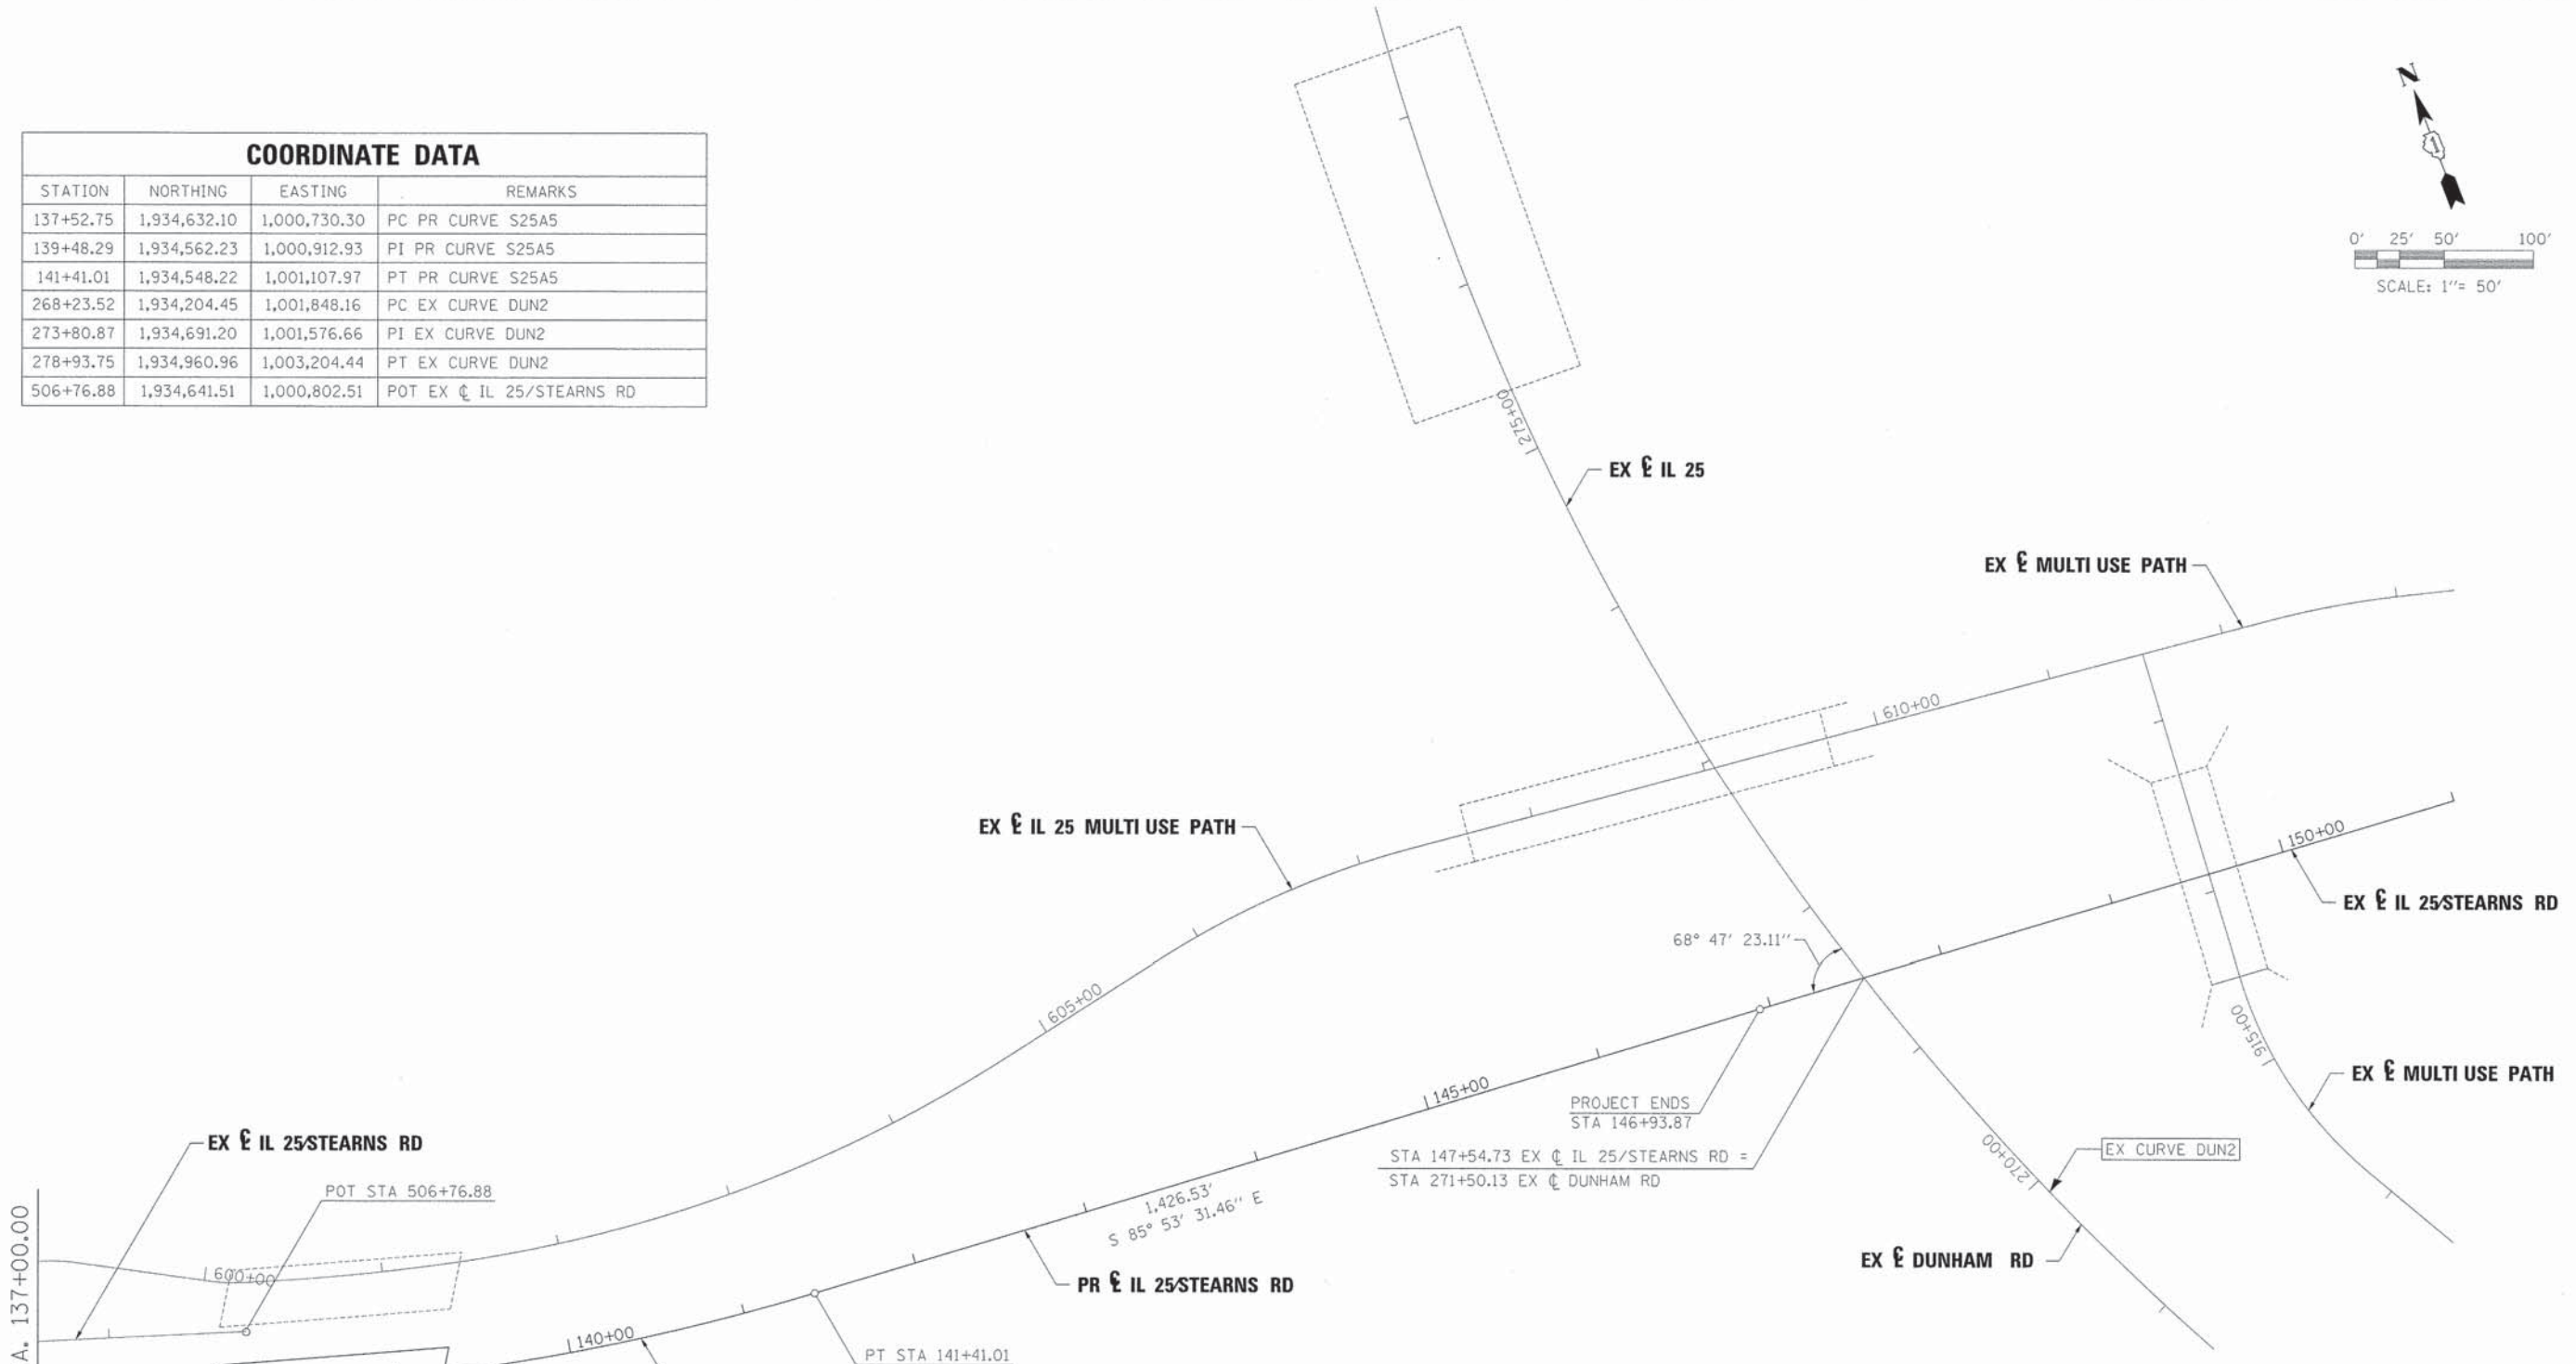 COORDINATE DATA
STATION NORTHING EASTING REMARKS
137+52.75 1,934,632.10 1,000,730.30 PC PR CURVE S25A5
139+48.29 1,934,562.23 1,000,912.93 PI PR CURVE S25A5
141+41.01 1,934,548.22 1,001,107.97 PT PR CURVE S25A5
268+23.52 1,934,204.45 1,001,848.16 PC EX CURVE DUN2
273+80.87 1,934,691.20 1,001,576.66 PI EX CURVE DUN2
278+93.75 1,934,960.96 1,003,204.44 PT EX CURVE DUN2
506+76.88 1,934,641.51 1,000,802.51 POT EX ℄ IL 25/STEARNS RD
N
0' 25' 50' 100'
SCALE: 1"= 50'
275+00
EX ℄ IL 25
EX ℄ MULTI USE PATH
610+00
EX ℄ IL 25 MULTI USE PATH
150+00
EX ℄ IL 25/STEARNS RD
68° 47' 23.11"
605+00
915+00
EX ℄ MULTI USE PATH
145+00
PROJECT ENDS
STA 146+93.87
STA 147+54.73 EX ℄ IL 25/STEARNS RD =
STA 271+50.13 EX ℄ DUNHAM RD
270+00
EX CURVE DUN2
EX ℄ IL 25/STEARNS RD
POT STA 506+76.88
1,426.53'
S 85° 53' 31.46" E
EX ℄ DUNHAM RD
PR ℄ IL 25/STEARNS RD
600+00
A. 137+00.00
140+00
PT STA 141+41.01